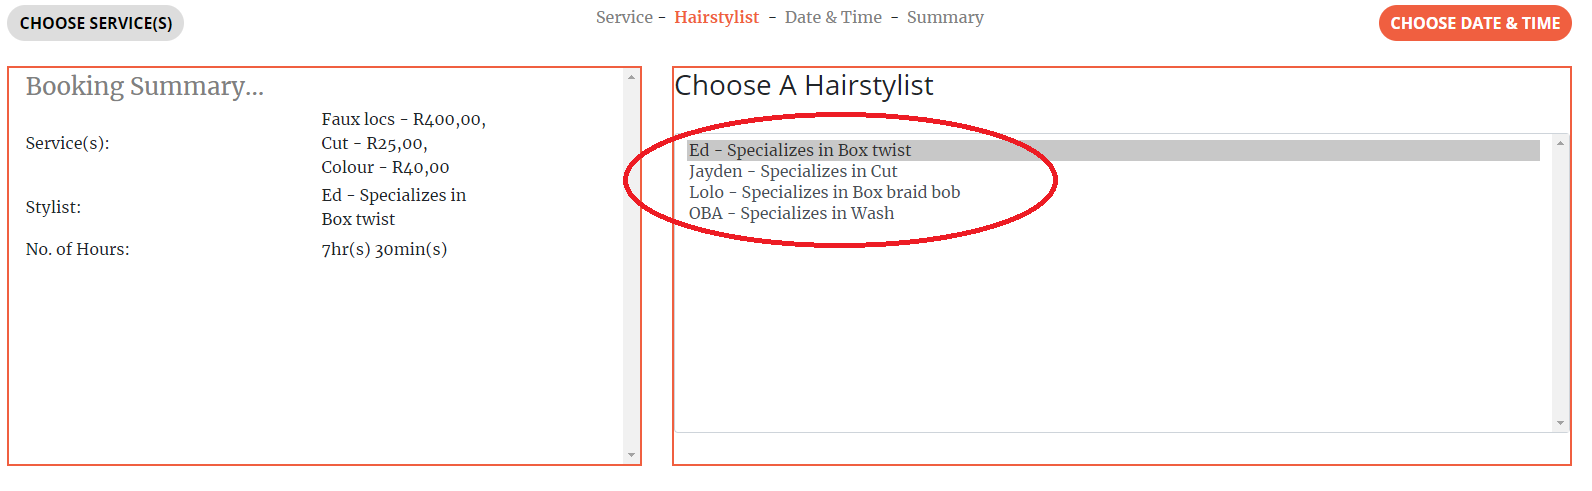 CHOOSE SERVICE(S)
Service - Hairstylist - Date & Time - Summary
CHOOSE DATE & TIME
Booking Summary...
Service(s):
Faux locs - R400,00,
Cut - R25,00,
Colour - R40,00
Stylist:
Ed - Specializes in
Box twist
No. of Hours:
7hr(s) 30min(s)
Choose A Hairstylist
Ed - Specializes in Box twist
Jayden - Specializes in Cut
Lolo - Specializes in Box braid bob
OBA - Specializes in Wash